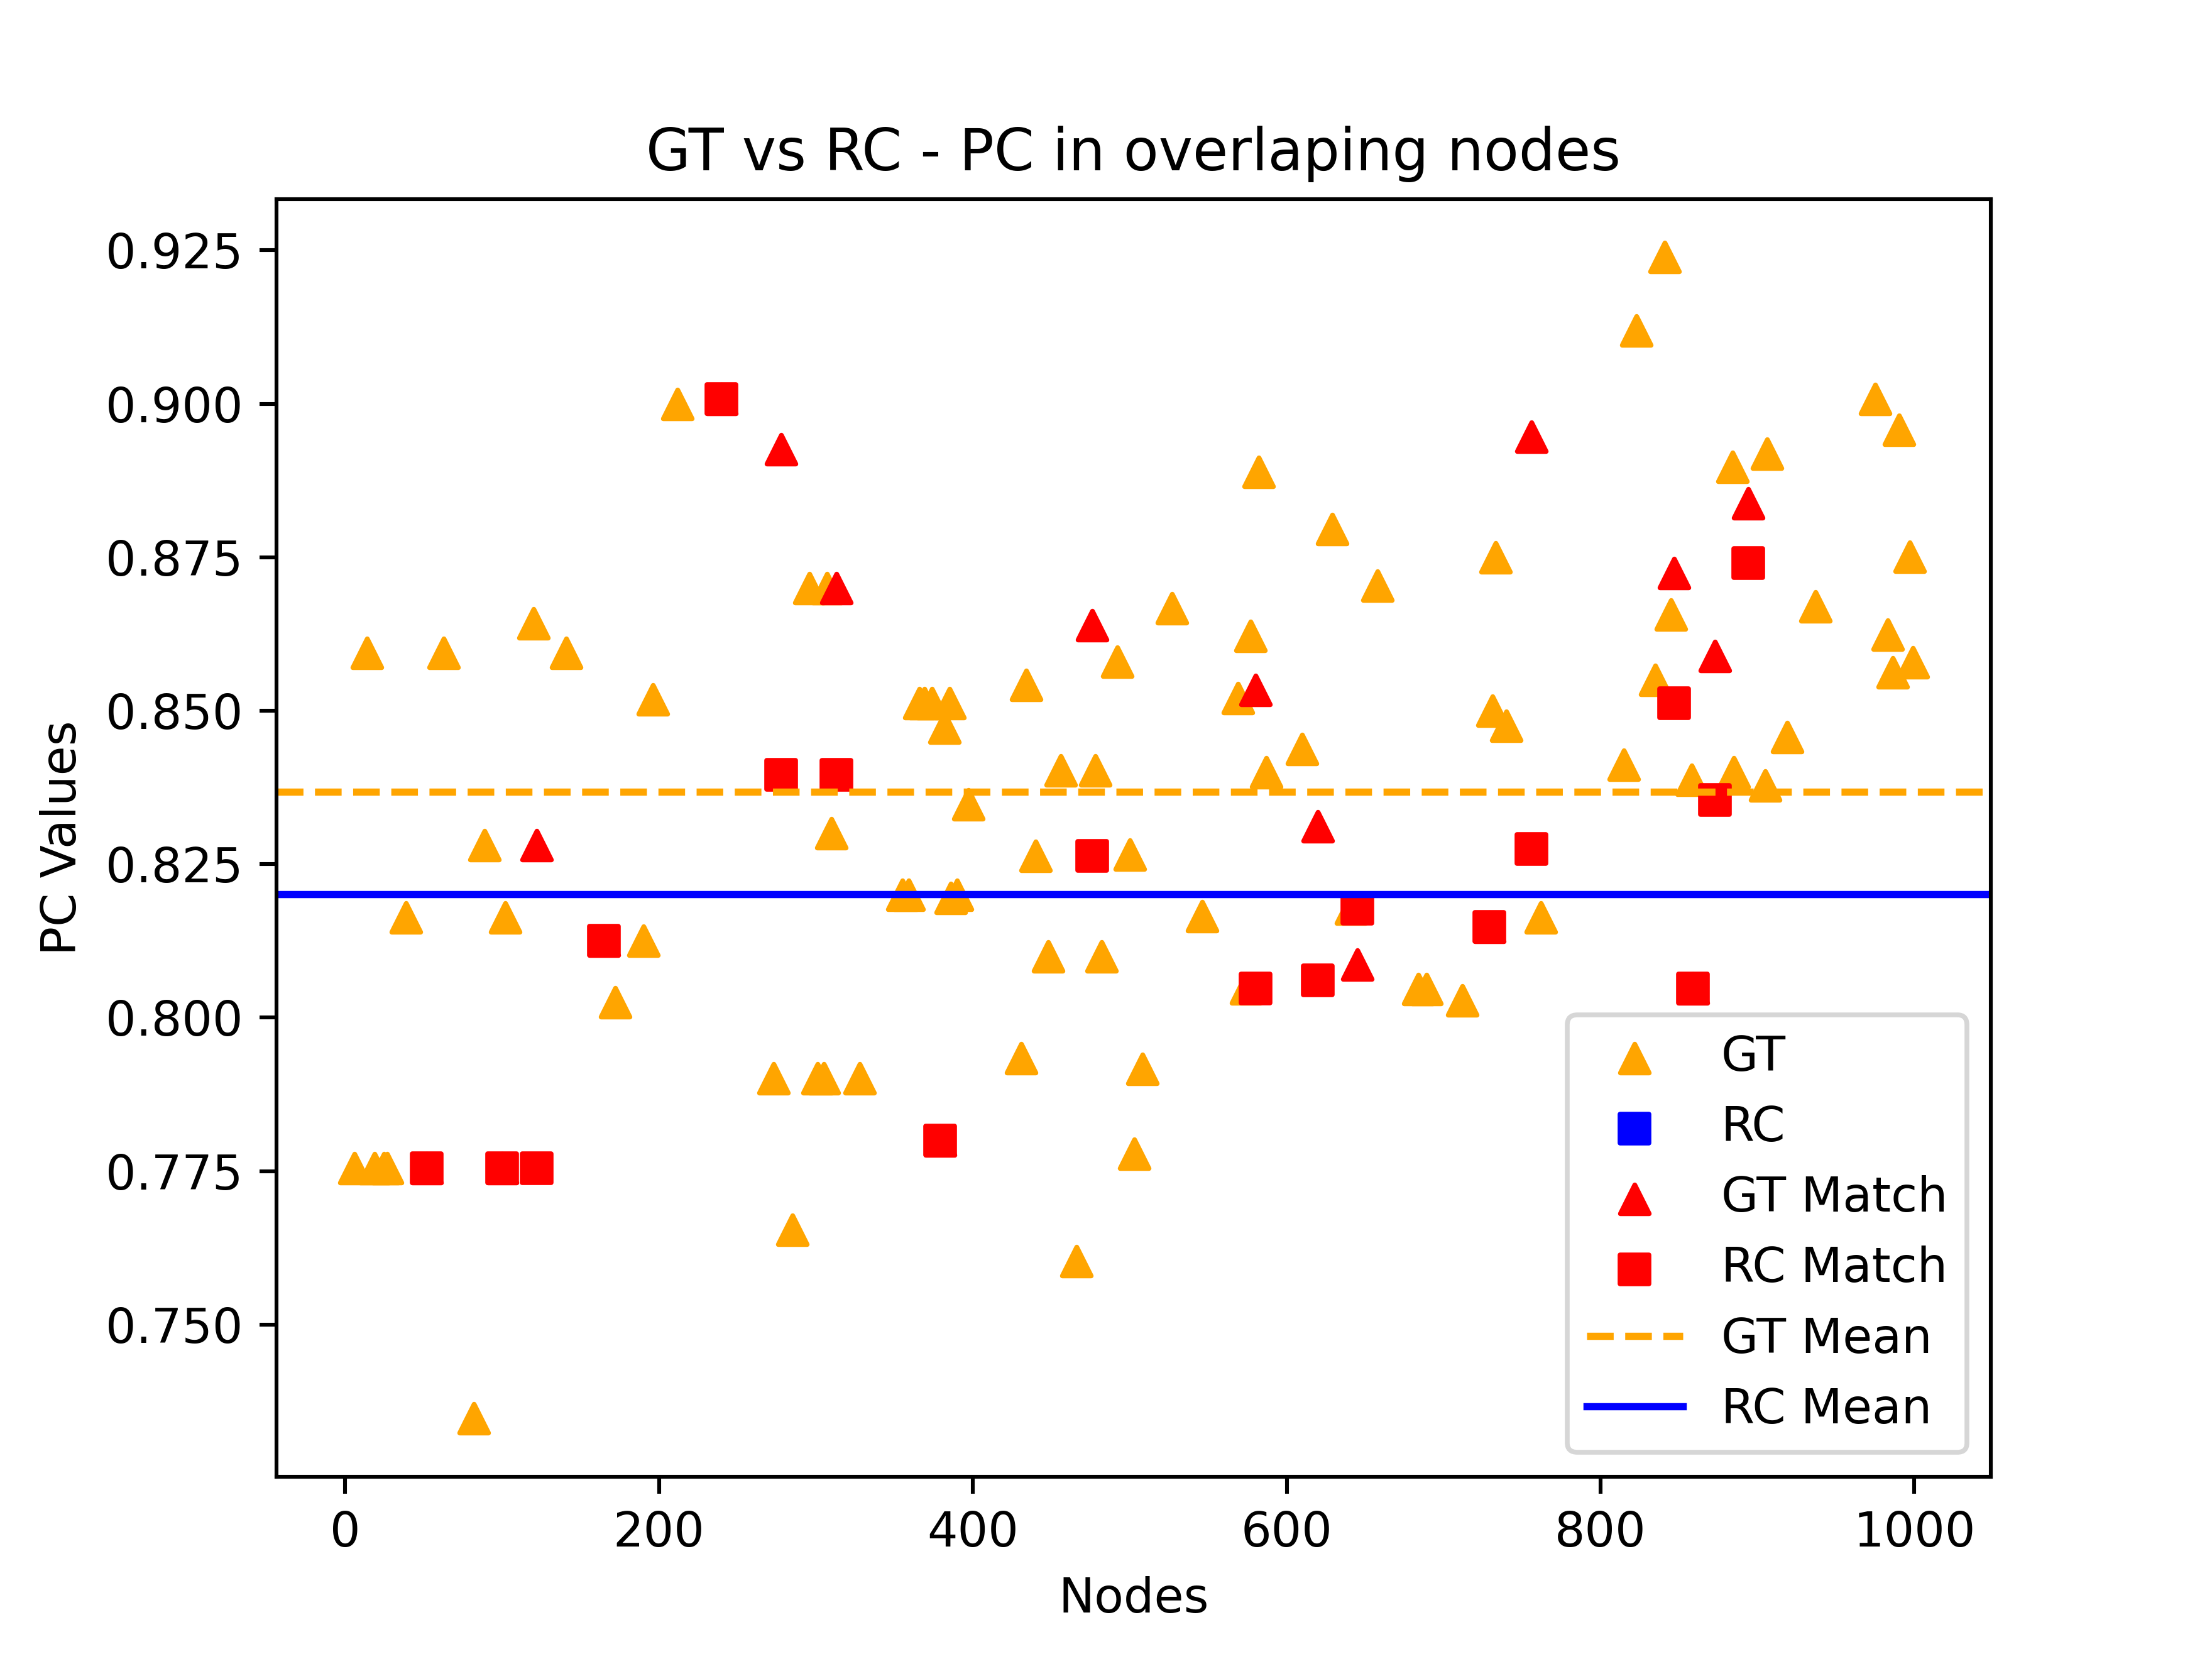 GT vs RC - PC in overlaping nodes
PC Values
0.925
0.900
0.875
0.850
0.825
0.800
0.775
0.750
GT
RC
GT Match
RC Match
GT Mean
RC Mean
0 200 400 600 800 1000
Nodes